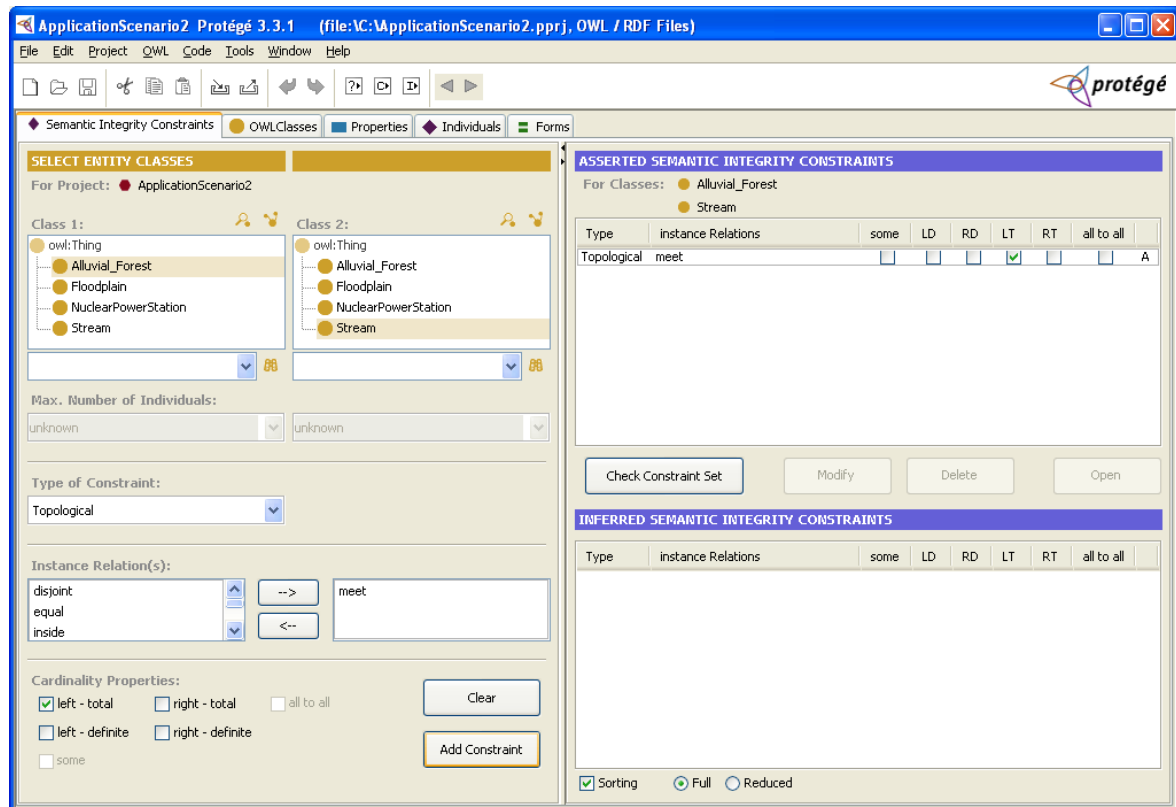 ApplicationScenario2 Protégé 3.3.1 (file:\C:\ApplicationScenario2.pprj, OWL / RDF Files)
File Edit Project OWL Code Tools Window Help
protégé
Semantic Integrity Constraints OWLClasses Properties Individuals Forms
SELECT ENTITY CLASSES
For Project: ApplicationScenario2
Class 1: Class 2:
owl:Thing owl:Thing
Alluvial_Forest Alluvial_Forest
Floodplain Floodplain
NuclearPowerStation NuclearPowerStation
Stream Stream
Max. Number of Individuals:
unknown unknown
Type of Constraint:
Topological
Instance Relation(s):
disjoint --> meet
equal
inside <--
Cardinality Properties:
left - total right - total all to all Clear
left - definite right - definite
some Add Constraint
ASSERTED SEMANTIC INTEGRITY CONSTRAINTS
For Classes: Alluvial_Forest
Stream
Type instance Relations some LD RD LT RT all to all
Topological meet A
Check Constraint Set Modify Delete Open
INFERRED SEMANTIC INTEGRITY CONSTRAINTS
Type instance Relations some LD RD LT RT all to all
Sorting Full Reduced